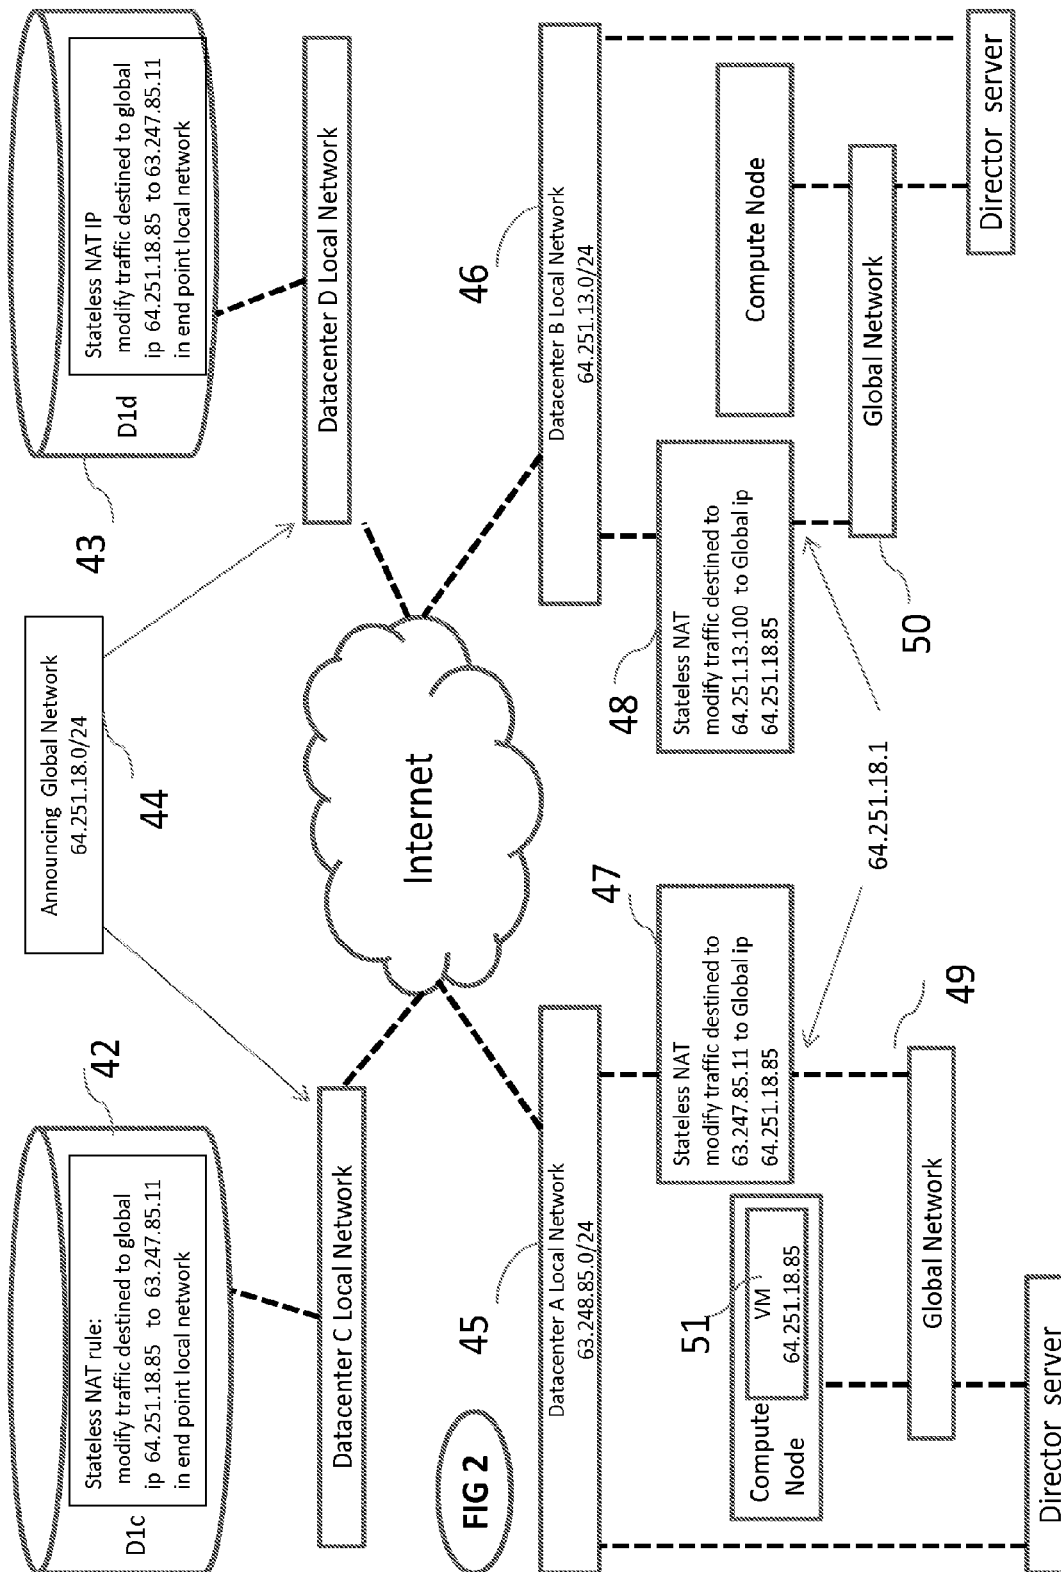 Stateless NAT rule:
modify traffic destined to global
ip 64.251.18.85 to 63.247.85.11
in end point local network
D1c
42
Announcing Global Network
64.251.18.0/24
44
Stateless NAT IP
modify traffic destined to global
ip 64.251.18.85 to 63.247.85.11
in end point local network
D1d
43
Datacenter C Local Network
Datacenter D Local Network
Internet
FIG 2
45
Datacenter A Local Network
63.248.85.0/24
46
Datacenter B Local Network
64.251.13.0/24
47
Stateless NAT
modify traffic destined to
63.247.85.11 to Global ip
64.251.18.85
48
Stateless NAT
modify traffic destined to
64.251.13.100 to Global ip
64.251.18.85
51
VM
64.251.18.85
Compute
Node
Compute Node
64.251.18.1
49
Global Network
50
Global Network
Director server
Director server